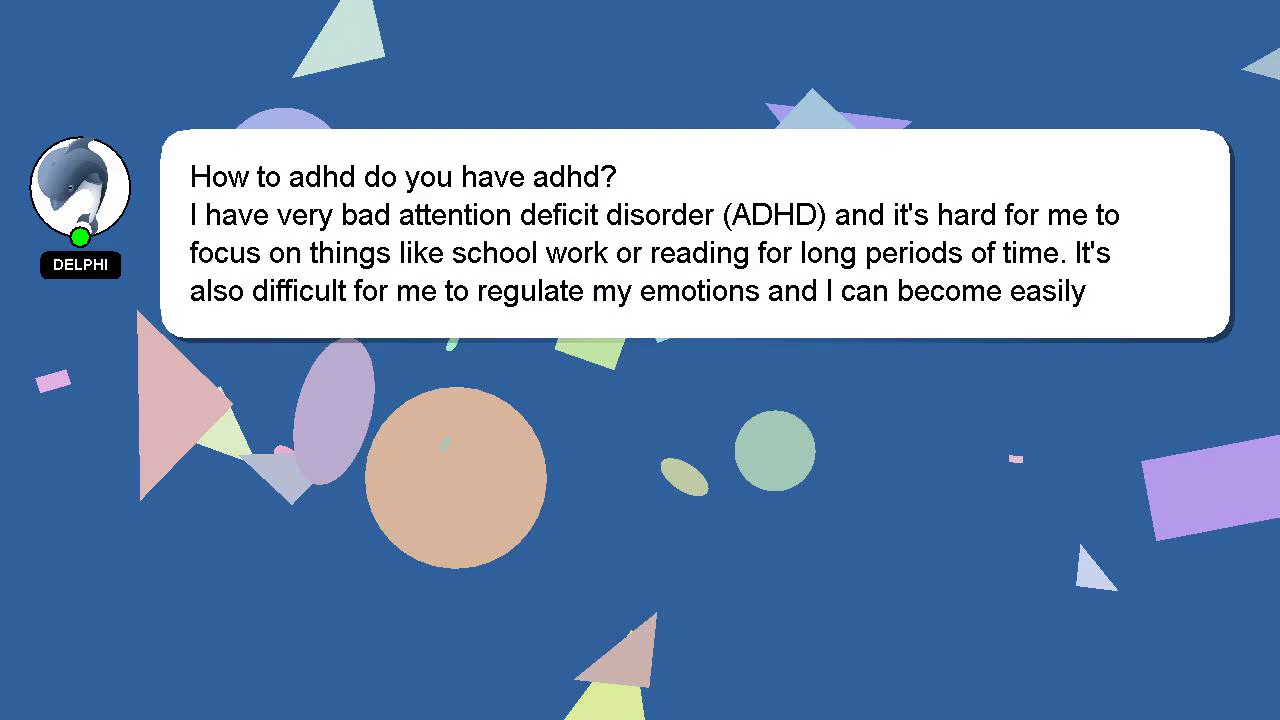 DELPHI
How to adhd do you have adhd?
I have very bad attention deficit disorder (ADHD) and it's hard for me to
focus on things like school work or reading for long periods of time. It's
also difficult for me to regulate my emotions and I can become easily